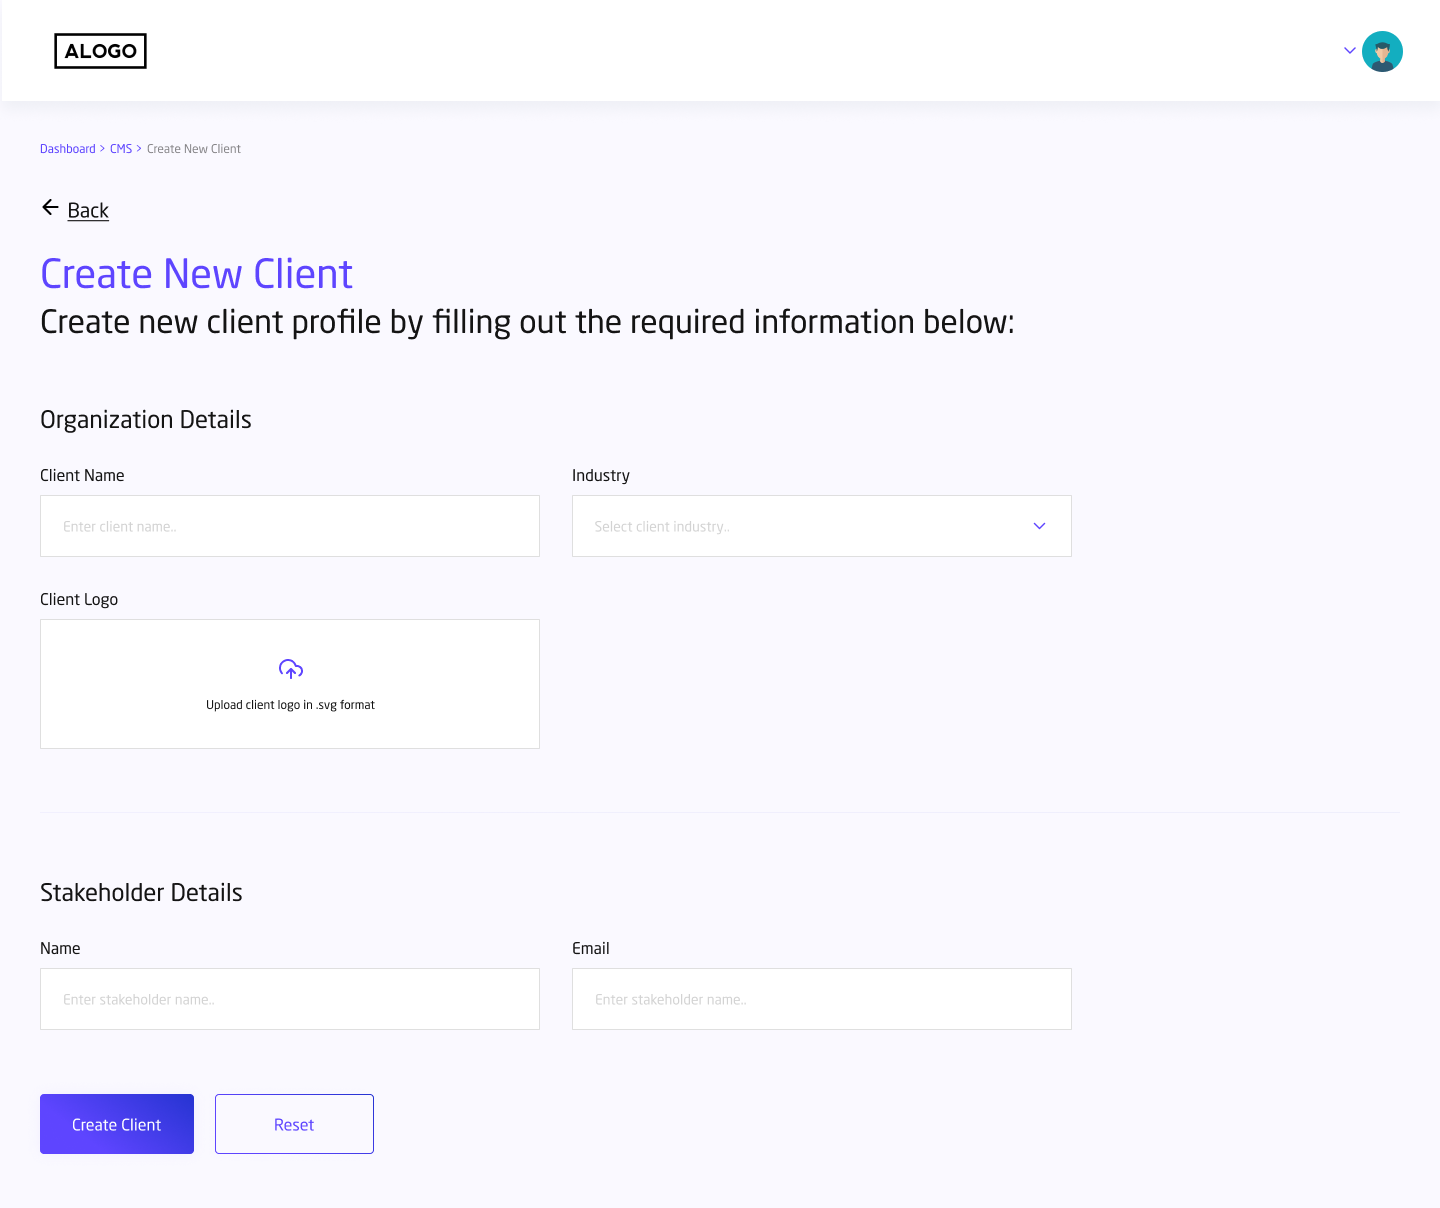 ALOGO
Dashboard > CMS > Create New Client
Back
Create New Client
Create new client profile by filling out the required information below:
Organization Details
Client Name
Industry
Enter client name..
Select client industry..
Client Logo
Upload client logo in .svg format
Stakeholder Details
Name
Email
Enter stakeholder name..
Enter stakeholder name..
Create Client
Reset